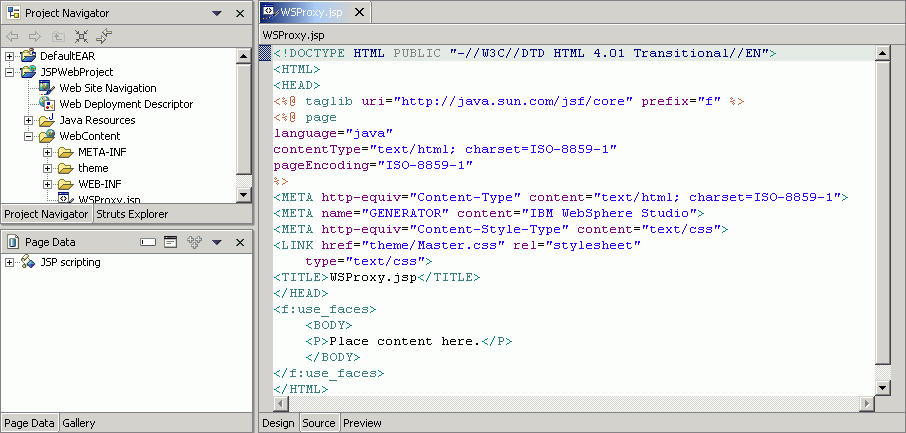 Project Navigator
DefaultEAR
JSPWebProject
Web Site Navigation
Web Deployment Descriptor
Java Resources
WebContent
META-INF
theme
WEB-INF
WSProxy.jsp
Project Navigator Struts Explorer
Page Data
JSP scripting
Page Data Gallery
WSProxy.jsp
WSProxy.jsp
<!DOCTYPE HTML PUBLIC "-//W3C//DTD HTML 4.01 Transitional//EN">
<HTML>
<HEAD>
<%@ taglib uri="http://java.sun.com/jsf/core" prefix="f" %>
<%@ page
language="java"
contentType="text/html; charset=ISO-8859-1"
pageEncoding="ISO-8859-1"
%>
<META http-equiv="Content-Type" content="text/html; charset=ISO-8859-1">
<META name="GENERATOR" content="IBM WebSphere Studio">
<META http-equiv="Content-Style-Type" content="text/css">
<LINK href="theme/Master.css" rel="stylesheet"
type="text/css">
<TITLE>WSProxy.jsp</TITLE>
</HEAD>
<f:use_faces>
<BODY>
<P>Place content here.</P>
</BODY>
</f:use_faces>
</HTML>
Design Source Preview